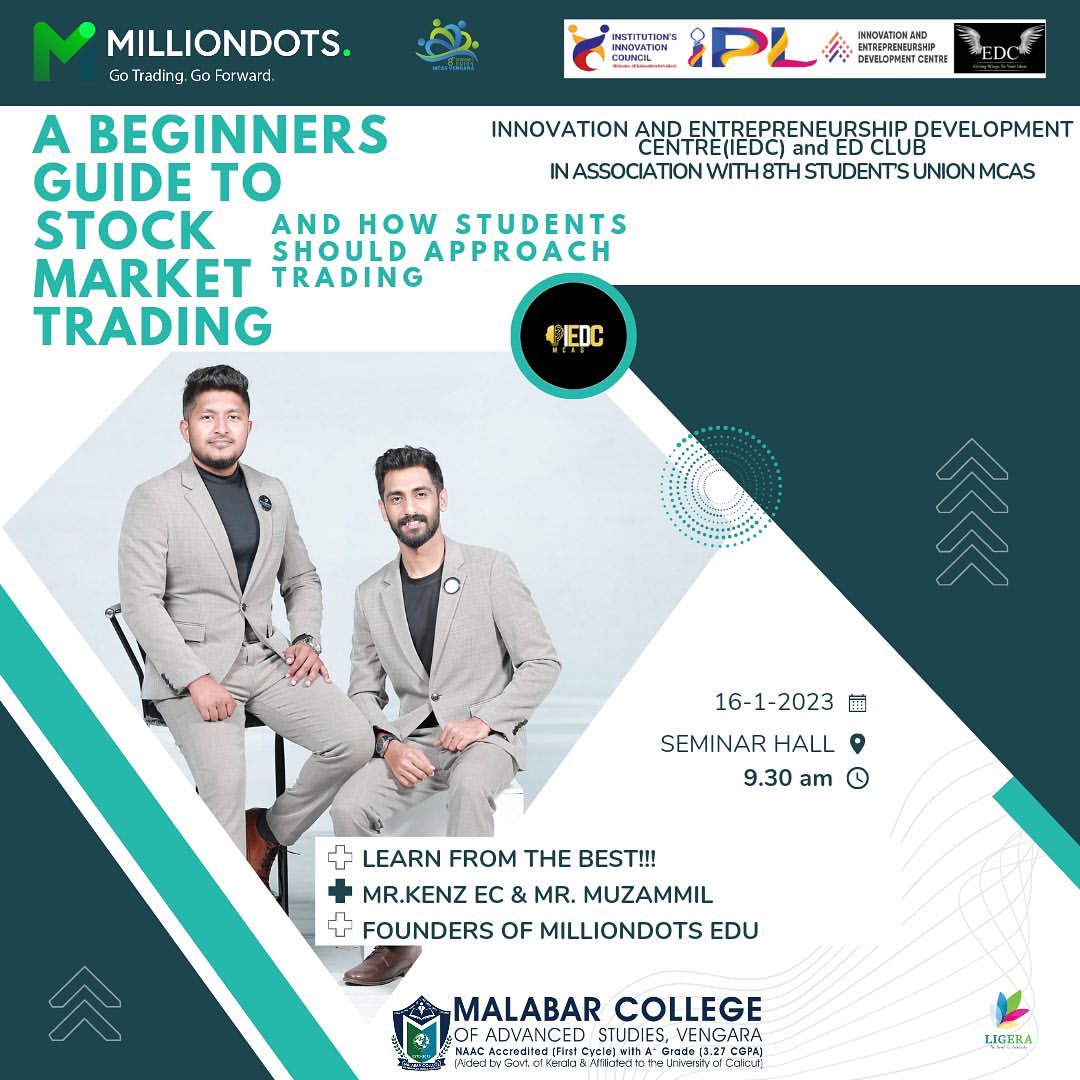 MILLIONDOTS.
Go Trading. Go Forward.
MCAS VENGARA
INSTITUTION'S
INNOVATION
COUNCIL
iPL
INNOVATION AND
ENTREPRENEURSHIP
DEVELOPMENT CENTRE
EDC
A BEGINNERS
GUIDE TO
STOCK
MARKET
TRADING
AND HOW STUDENTS
SHOULD APPROACH
TRADING
INNOVATION AND ENTREPRENEURSHIP DEVELOPMENT
CENTRE(IEDC) and ED CLUB
IN ASSOCIATION WITH 8TH STUDENT'S UNION MCAS
IEDC
MCAS
16-1-2023
SEMINAR HALL
9.30 am
LEARN FROM THE BEST!!!
MR.KENZ EC & MR. MUZAMMIL
FOUNDERS OF MILLIONDOTS EDU
MALABAR COLLEGE
OF ADVANCED STUDIES, VENGARA
NAAC Accredited (First Cycle) with A+ Grade (3.27 CGPA)
(Aided by Govt. of Kerala & Affiliated to the University of Calicut)
MALABAR COLLEGE
LIGERA